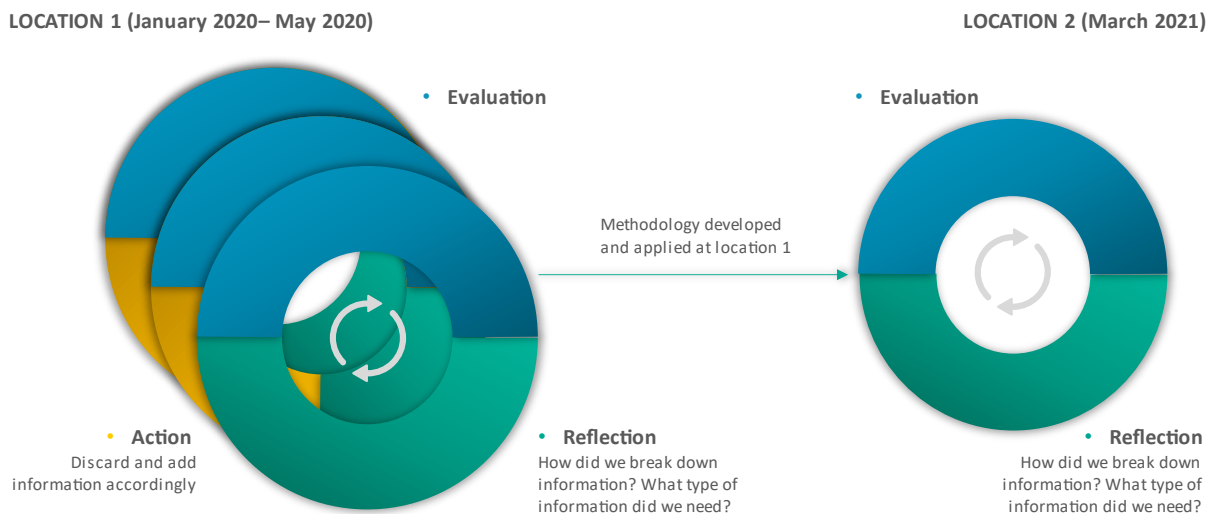 LOCATION 1 (January 2020– May 2020)
LOCATION 2 (March 2021)
• Evaluation
• Evaluation
Methodology developed
and applied at location 1
• Action
Discard and add
information accordingly
• Reflection
How did we break down
information? What type of
information did we need?
• Reflection
How did we break down
information? What type of
information did we need?